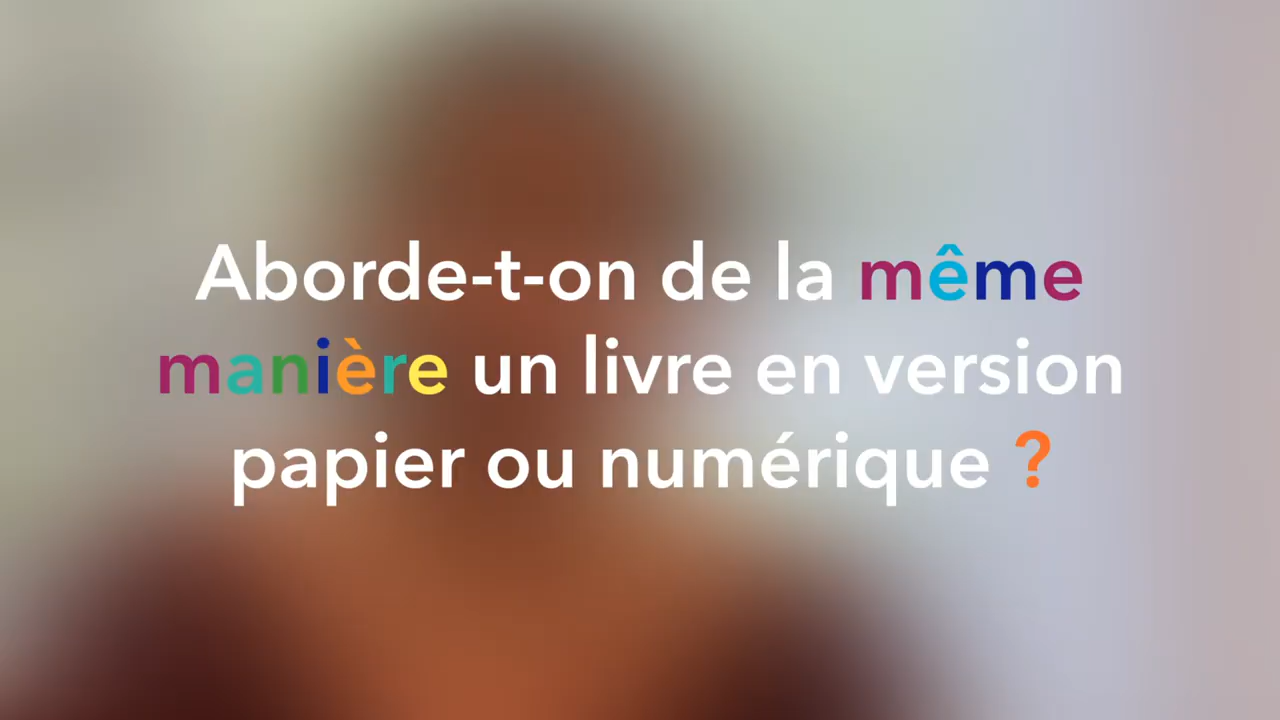 Aborde-t-on de la même
manière un livre en version
papier ou numérique ?